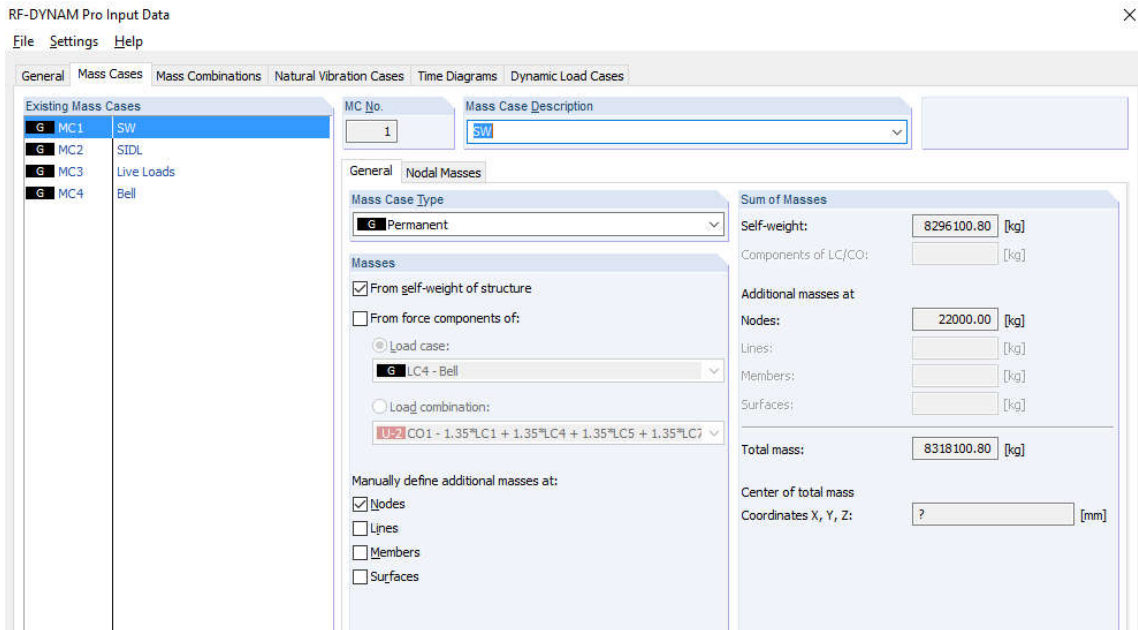 RF-DYNAM Pro Input Data
File Settings Help
General Mass Cases Mass Combinations Natural Vibration Cases Time Diagrams Dynamic Load Cases
Existing Mass Cases
G MC1 SW
G MC2 SIDL
G MC3 Live Loads
G MC4 Bell
MC No.
1
Mass Case Description
SW
General Nodal Masses
Mass Case Type
G Permanent
Masses
From self-weight of structure
From force components of:
Load case:
G LC4 - Bell
Load combination:
U-2 CO1 - 1.35*LC1 + 1.35*LC4 + 1.35*LC5 + 1.35*LC7
Manually define additional masses at:
Nodes
Lines
Members
Surfaces
Sum of Masses
Self-weight: 8296100.80 [kg]
Components of LC/CO: [kg]
Additional masses at
Nodes: 22000.00 [kg]
Lines: [kg]
Members: [kg]
Surfaces: [kg]
Total mass: 8318100.80 [kg]
Center of total mass
Coordinates X, Y, Z: ? [mm]